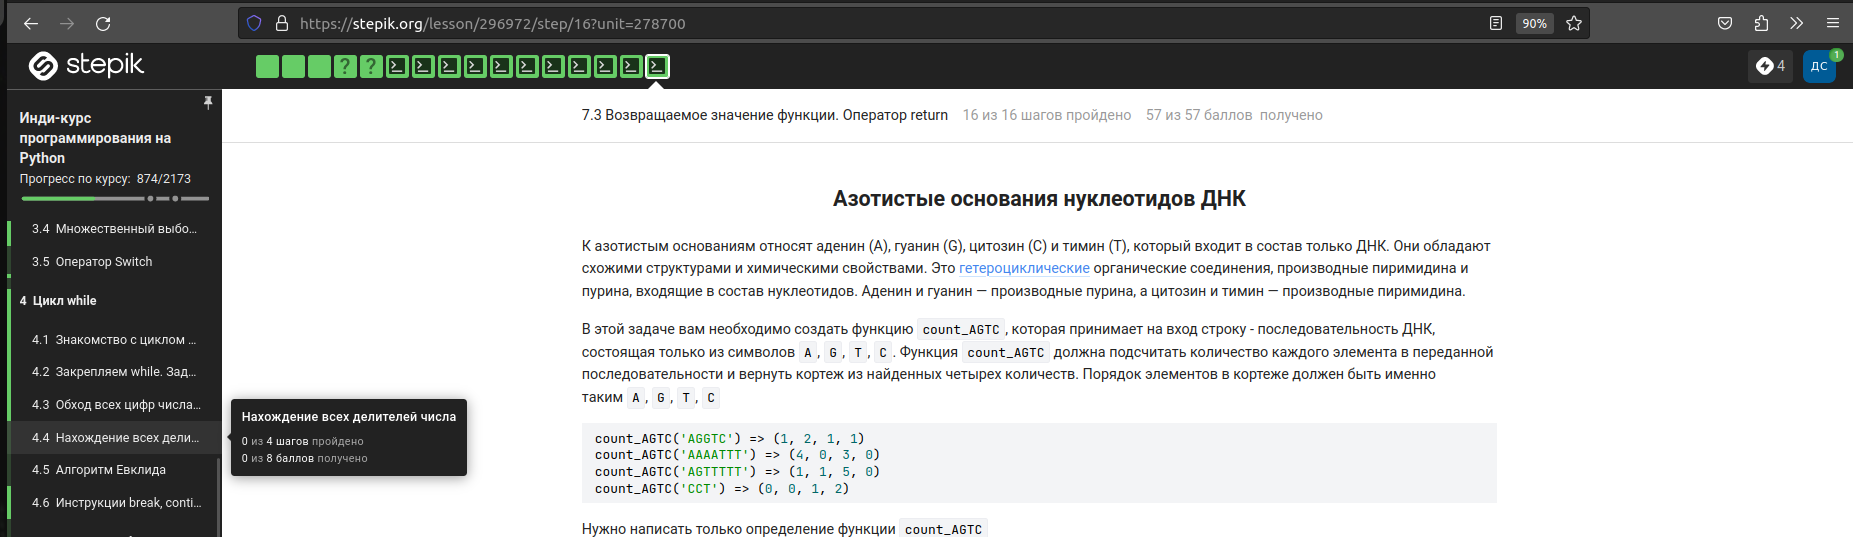 https://stepik.org/lesson/296972/step/16?unit=278700
90%
stepik
? ?
4
ДС
1
Инди-курс
программирования на
Python
Прогресс по курсу: 874/2173
3.4 Множественный выбо...
3.5 Оператор Switch
4 Цикл while
4.1 Знакомство с циклом ...
4.2 Закрепляем while. Зад...
4.3 Обход всех цифр числа...
4.4 Нахождение всех дели...
4.5 Алгоритм Евклида
4.6 Инструкции break, conti...
Нахождение всех делителей числа
0 из 4 шагов пройдено
0 из 8 баллов получено
7.3 Возвращаемое значение функции. Оператор return 16 из 16 шагов пройдено 57 из 57 баллов получено
Азотистые основания нуклеотидов ДНК
К азотистым основаниям относят аденин (A), гуанин (G), цитозин (C) и тимин (T), который входит в состав только ДНК. Они обладают
схожими структурами и химическими свойствами. Это гетероциклические органические соединения, производные пиримидина и
пурина, входящие в состав нуклеотидов. Аденин и гуанин — производные пурина, а цитозин и тимин — производные пиримидина.
В этой задаче вам необходимо создать функцию count_AGTC, которая принимает на вход строку - последовательность ДНК,
состоящая только из символов A, G, T, C. Функция count_AGTC должна подсчитать количество каждого элемента в переданной
последовательности и вернуть кортеж из найденных четырех количеств. Порядок элементов в кортеже должен быть именно
таким A, G, T, C
count_AGTC('AGGTC') => (1, 2, 1, 1)
count_AGTC('AAAATTT') => (4, 0, 3, 0)
count_AGTC('AGTTTTT') => (1, 1, 5, 0)
count_AGTC('CCT') => (0, 0, 1, 2)
Нужно написать только определение функции count_AGTC